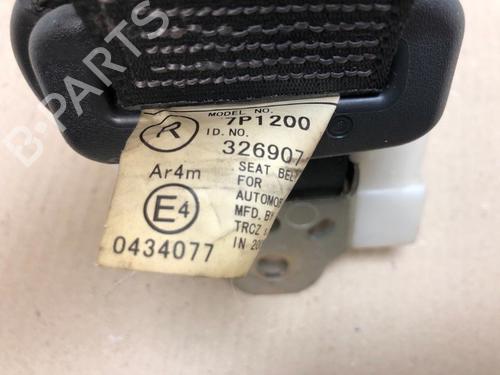 MODEL NO.
R 7P1200
ID. NO.
326907
Ar4m SEAT BEL
FOR
E4 AUTOMO
MFD. BY
TRCZ
0434077 IN 20
B-PARTS